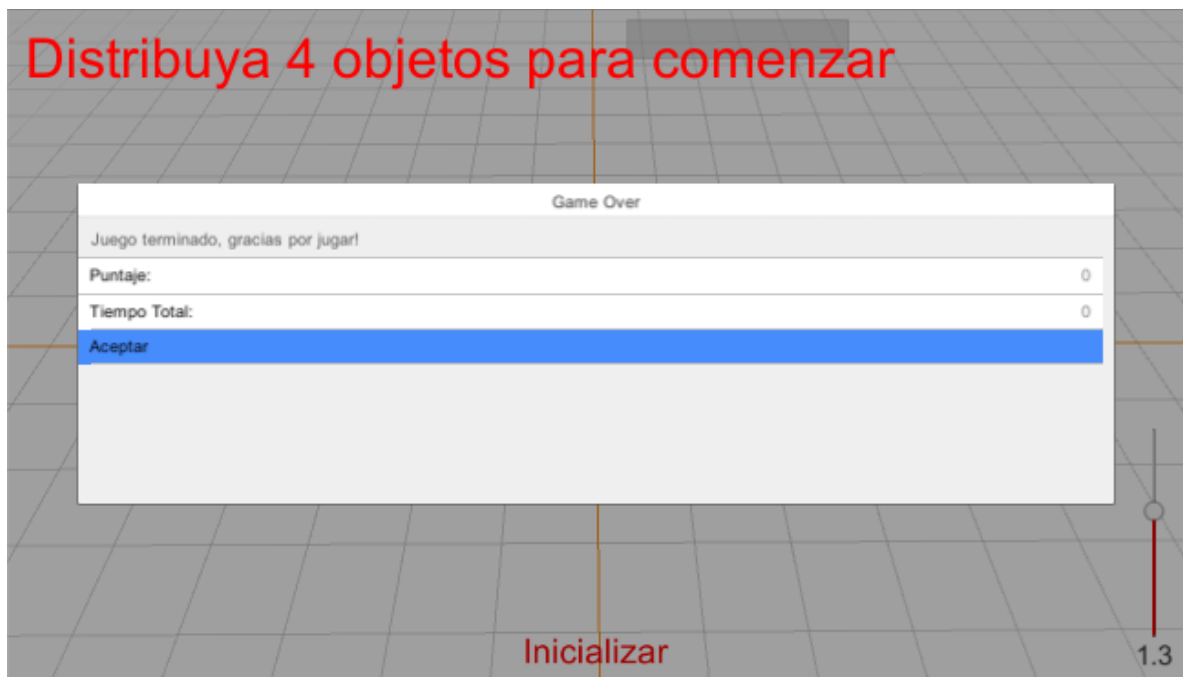 Distribuya 4 objetos para comenzar
Game Over
Juego terminado, gracias por jugar!
Puntaje: 0
Tiempo Total: 0
Aceptar
Inicializar
1.3